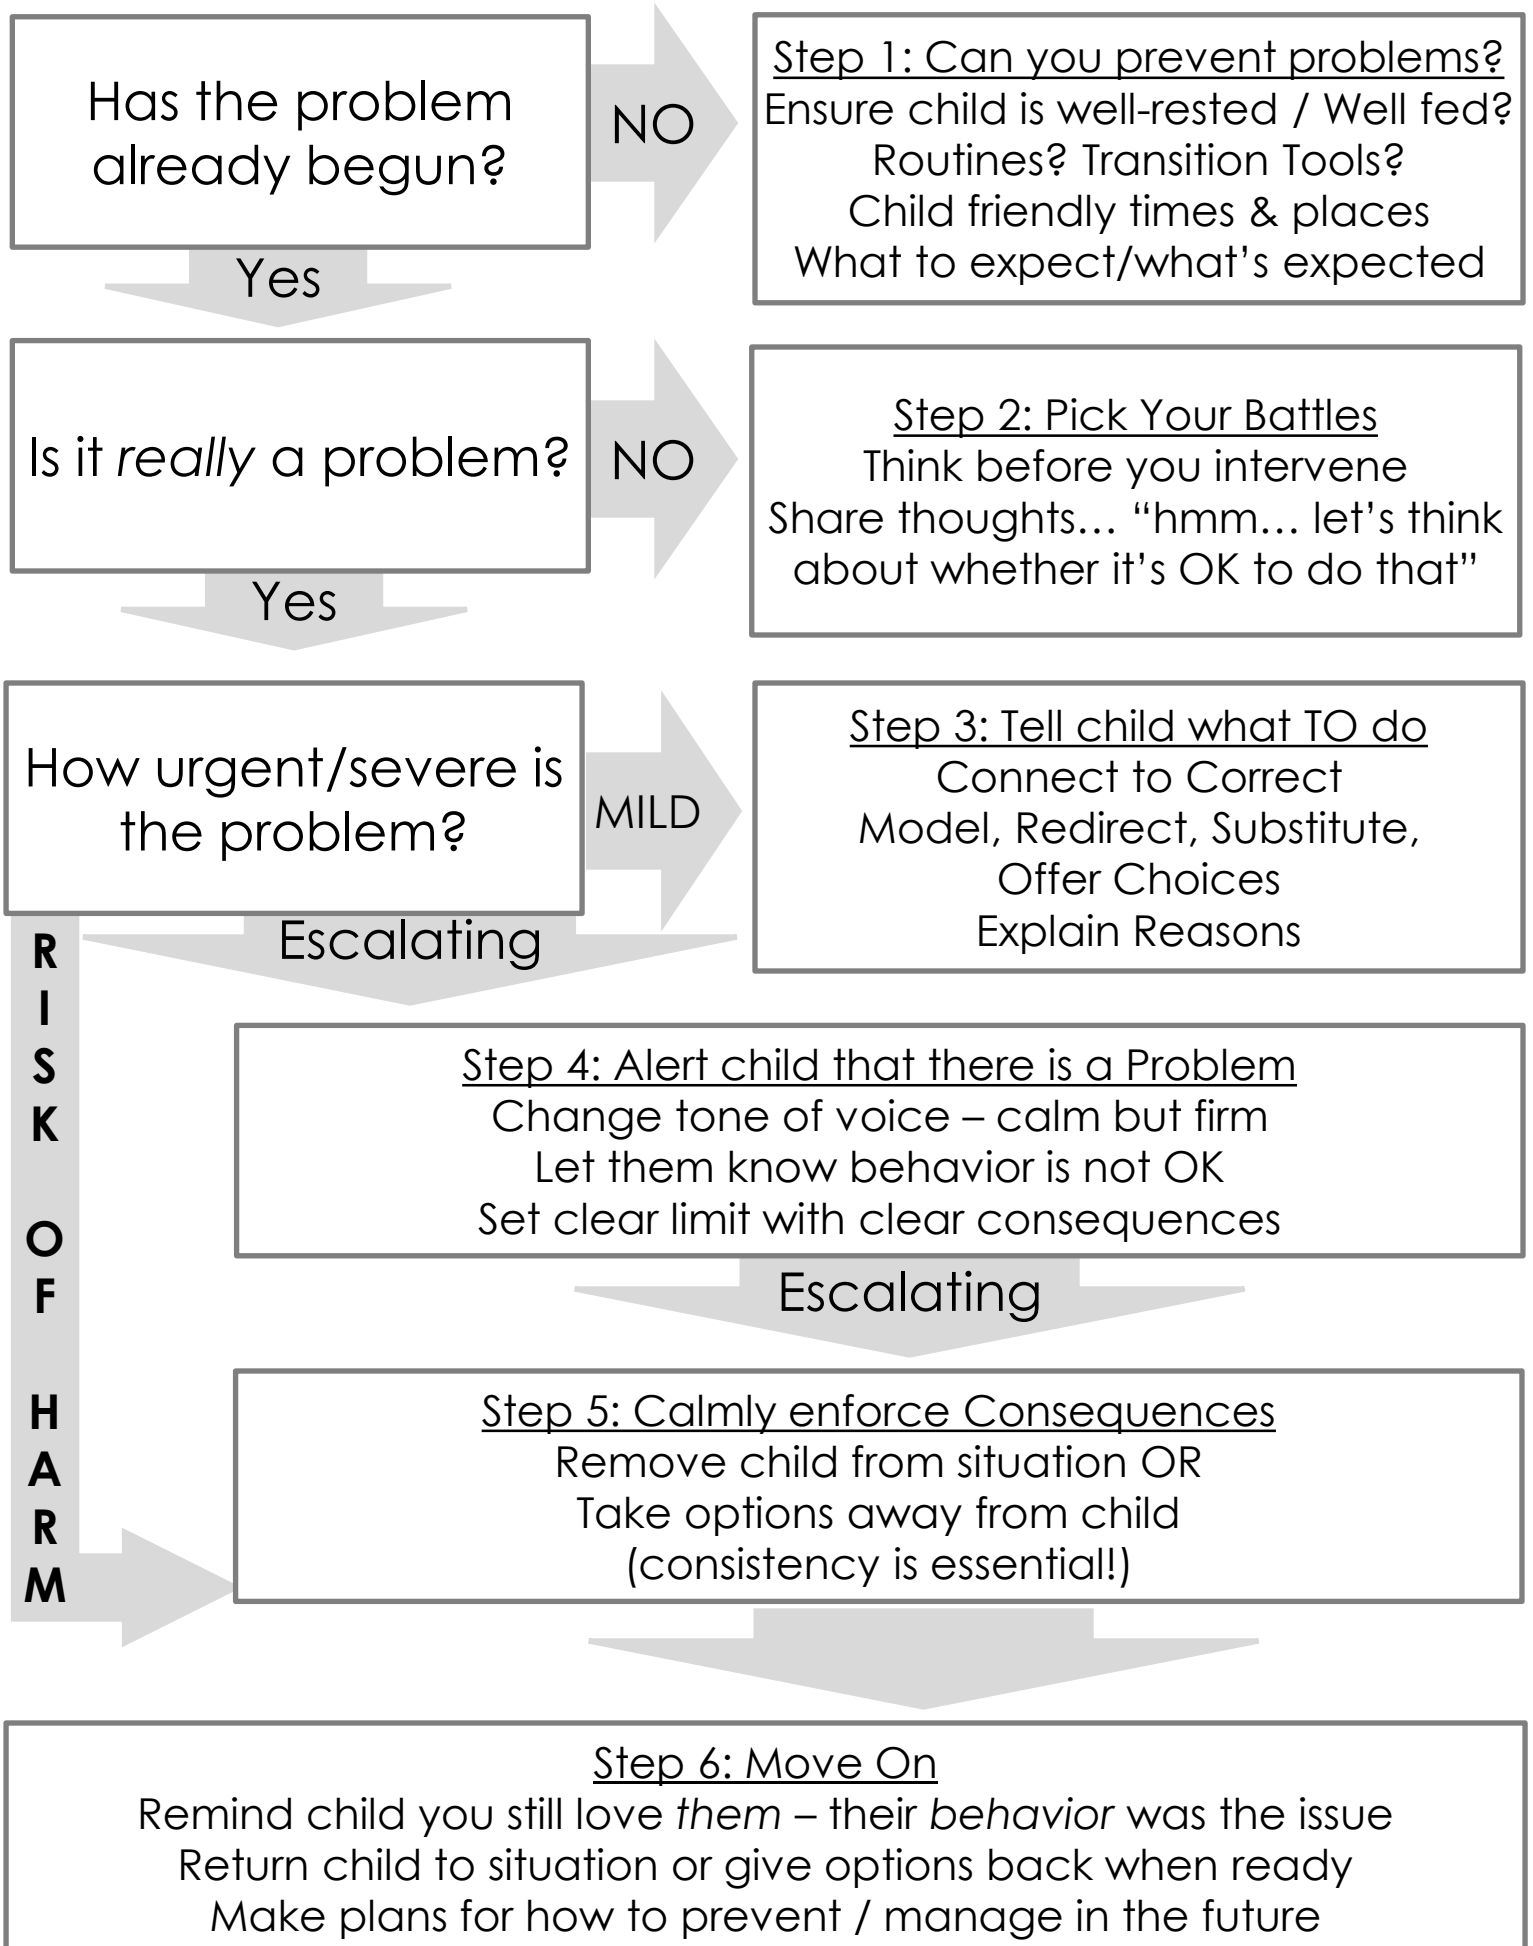 Has the problem
already begun?
NO
Step 1: Can you prevent problems?
Ensure child is well-rested / Well fed?
Routines? Transition Tools?
Child friendly times & places
What to expect/what’s expected
Yes
Is it really a problem?
NO
Step 2: Pick Your Battles
Think before you intervene
Share thoughts… “hmm… let’s think
about whether it’s OK to do that”
Yes
How urgent/severe is
the problem?
MILD
Step 3: Tell child what TO do
Connect to Correct
Model, Redirect, Substitute,
Offer Choices
Explain Reasons
Escalating
R
I
S
K
O
F
H
A
R
M
Step 4: Alert child that there is a Problem
Change tone of voice – calm but firm
Let them know behavior is not OK
Set clear limit with clear consequences
Escalating
Step 5: Calmly enforce Consequences
Remove child from situation OR
Take options away from child
(consistency is essential!)
Step 6: Move On
Remind child you still love them – their behavior was the issue
Return child to situation or give options back when ready
Make plans for how to prevent / manage in the future